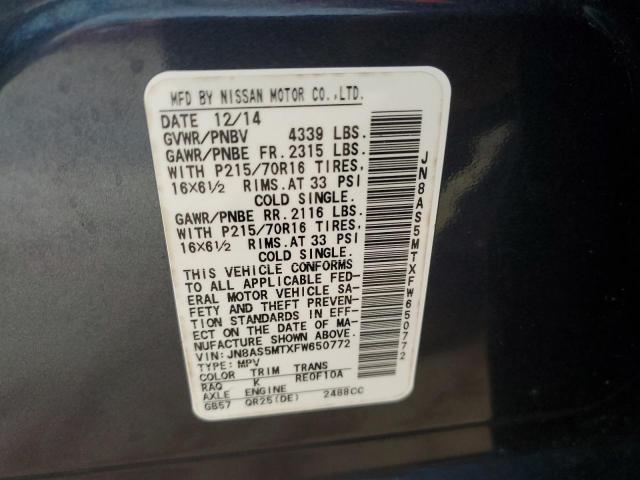 MFD BY NISSAN MOTOR CO.,LTD.
DATE 12/14
GVWR/PNBV 4339 LBS.
GAWR/PNBE FR. 2315 LBS.
WITH P215/70R16 TIRES,
16X6½ RIMS.AT 33 PSI
COLD SINGLE.
GAWR/PNBE RR. 2116 LBS.
WITH P215/70R16 TIRES,
16X6½ RIMS.AT 33 PSI
COLD SINGLE.
THIS VEHICLE CONFORMS
TO ALL APPLICABLE FED-
ERAL MOTOR VEHICLE SA-
FETY AND THEFT PREVENTION
STANDARDS IN EFF-
ECT ON THE DATE OF MA-
NUFACTURE SHOWN ABOVE.
VIN: JN8AS5MTXFW650772
TYPE: MPV
COLOR TRIM TRANS
RAQ K RE0F10A
AXLE ENGINE
GB57 QR25(DE) 2488CC
JN8AS5MTXFW650772